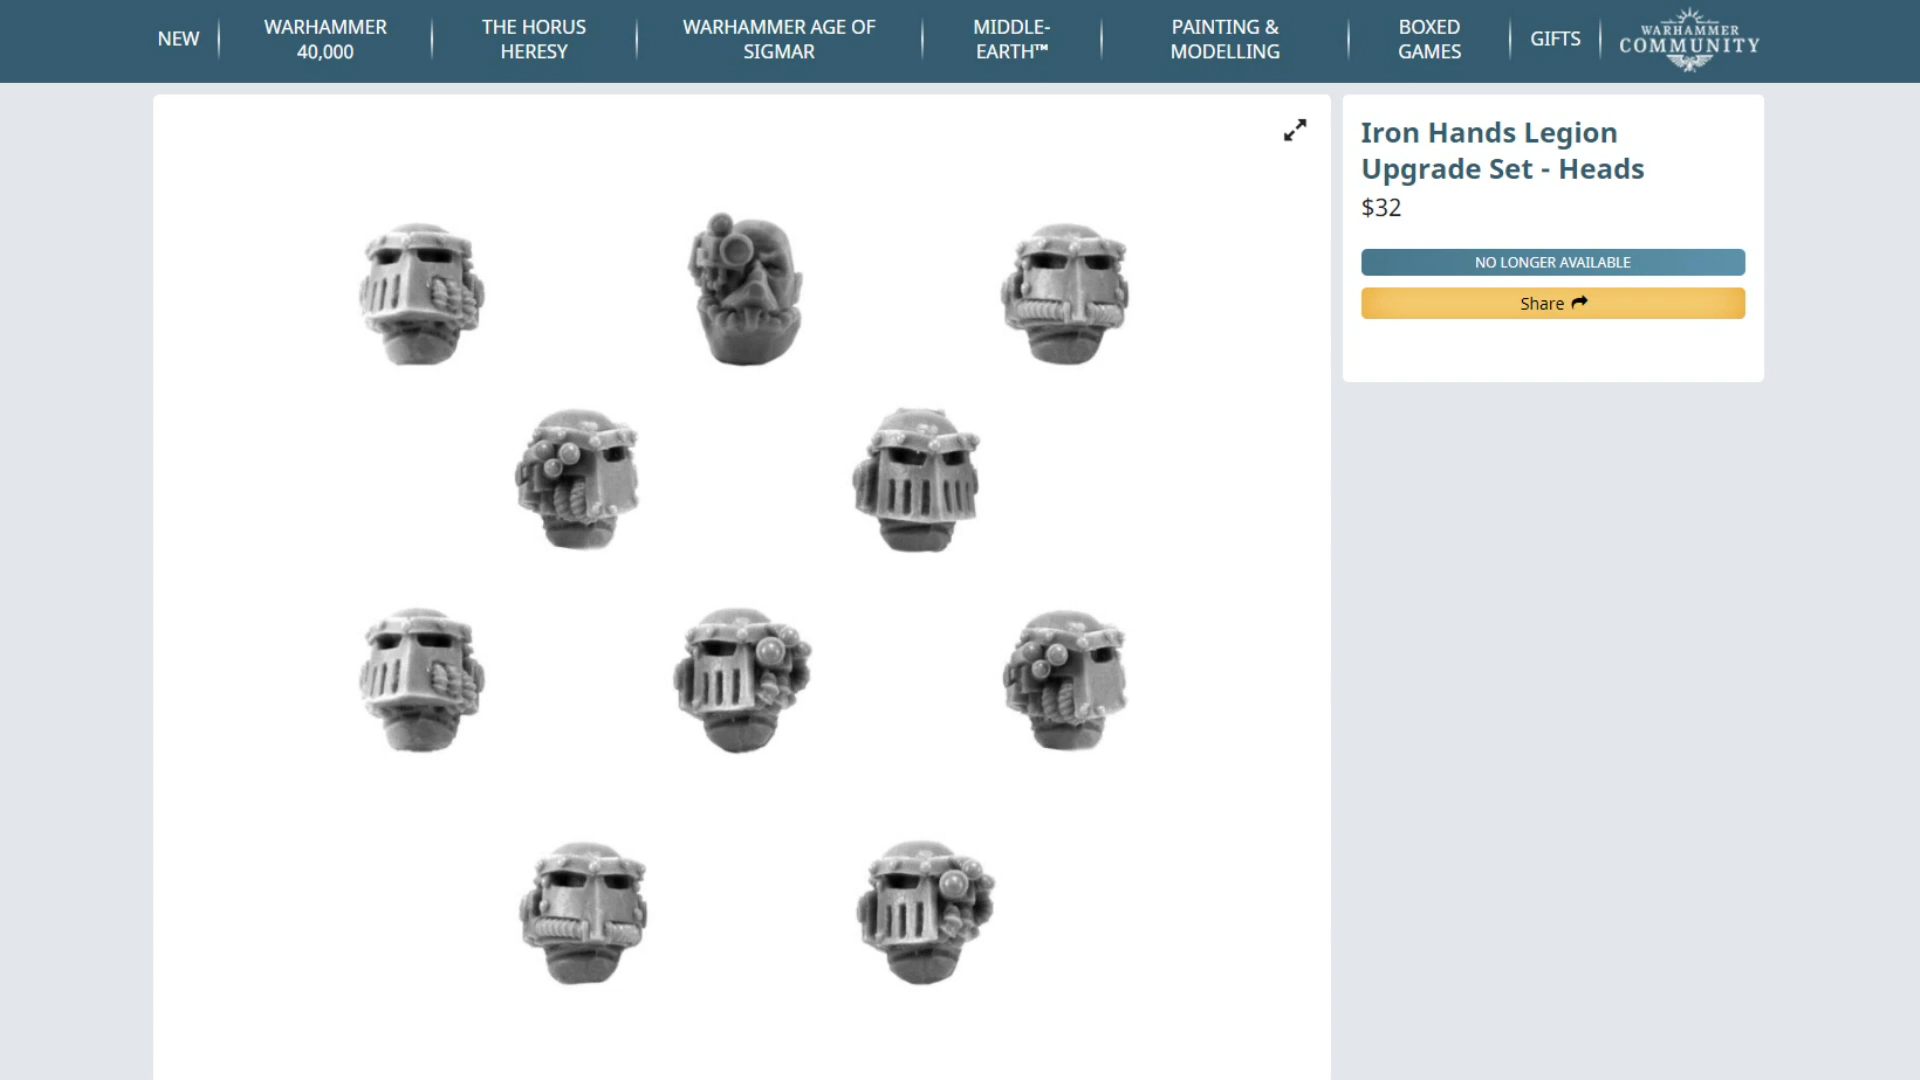 NEW
WARHAMMER
40,000
THE HORUS
HERESY
WARHAMMER AGE OF
SIGMAR
MIDDLE-
EARTH™
PAINTING &
MODELLING
BOXED
GAMES
GIFTS
WARHAMMER
COMMUNITY
Iron Hands Legion
Upgrade Set - Heads
$32
NO LONGER AVAILABLE
Share